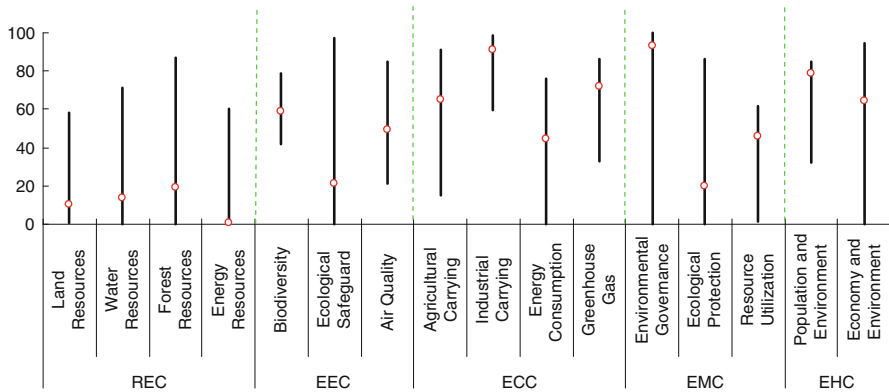 100
80
60
40
20
0
Land
Resources
Water
Resources
Forest
Resources
Energy
Resources
Biodiversity
Ecological
Safeguard
Air Quality
Agricultural
Carrying
Industrial
Carrying
Energy
Consumption
Greenhouse
Gas
Environmental
Governance
Ecological
Protection
Resource
Utilization
Population and
Environment
Economy and
Environment
REC
EEC
ECC
EMC
EHC